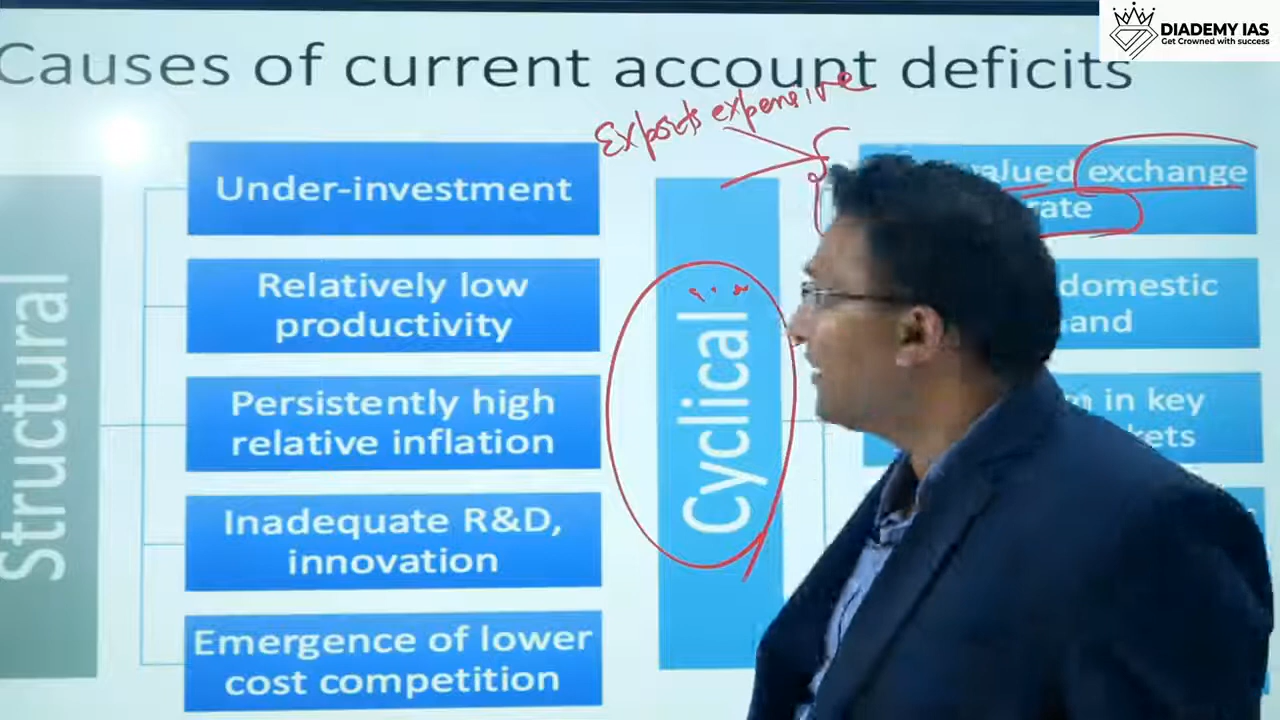 DIADEMY IAS
Get Crowned with success
Causes of current account deficits
Exports expensive
Structural
Under-investment
Relatively low
productivity
Persistently high
relative inflation
Inadequate R&D,
innovation
Emergence of lower
cost competition
Cyclical
exchange
rate
domestic
in key